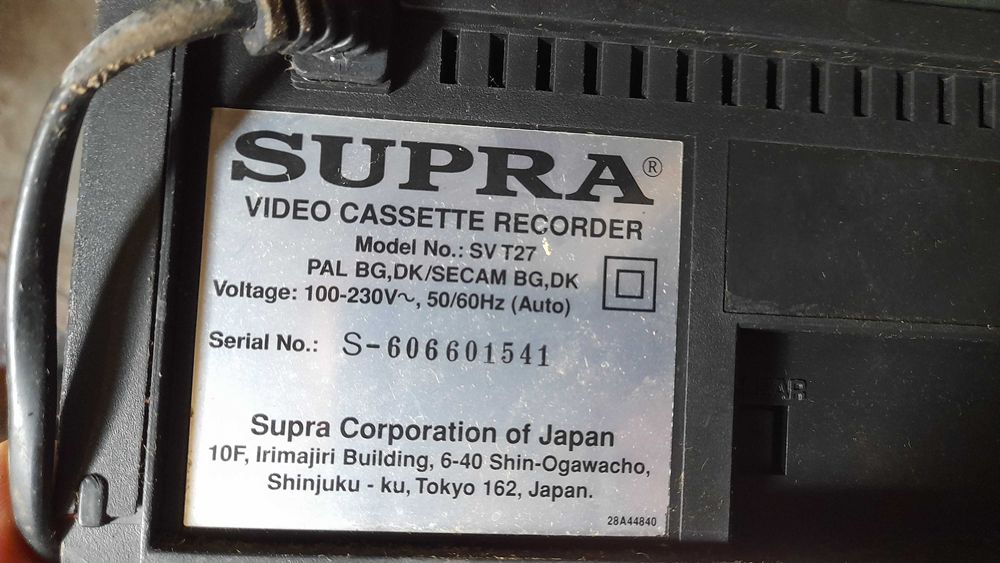 SUPRA®
VIDEO CASSETTE RECORDER
Model No.: SV T27
PAL BG,DK/SECAM BG,DK
Voltage: 100-230V~, 50/60Hz (Auto)
Serial No.: S-606601541
Supra Corporation of Japan
10F, Irimajiri Building, 6-40 Shin-Ogawacho,
Shinjuku - ku, Tokyo 162, Japan.
28A44840